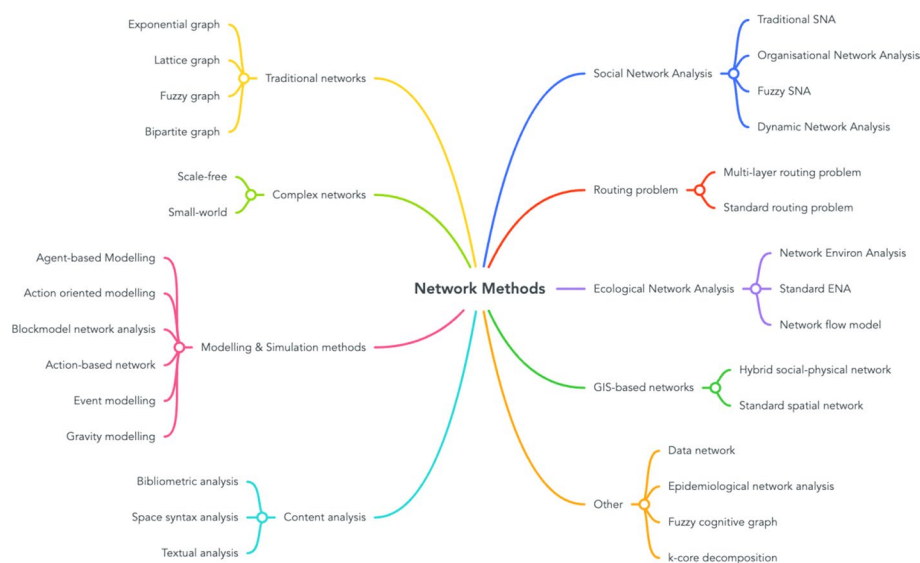 Network Methods
Traditional networks
Exponential graph
Lattice graph
Fuzzy graph
Bipartite graph
Complex networks
Scale-free
Small-world
Modelling & Simulation methods
Agent-based Modelling
Action oriented modelling
Blockmodel network analysis
Action-based network
Event modelling
Gravity modelling
Content analysis
Bibliometric analysis
Space syntax analysis
Textual analysis
Social Network Analysis
Traditional SNA
Organisational Network Analysis
Fuzzy SNA
Dynamic Network Analysis
Routing problem
Multi-layer routing problem
Standard routing problem
Ecological Network Analysis
Network Environ Analysis
Standard ENA
Network flow model
GIS-based networks
Hybrid social-physical network
Standard spatial network
Other
Data network
Epidemiological network analysis
Fuzzy cognitive graph
k-core decomposition